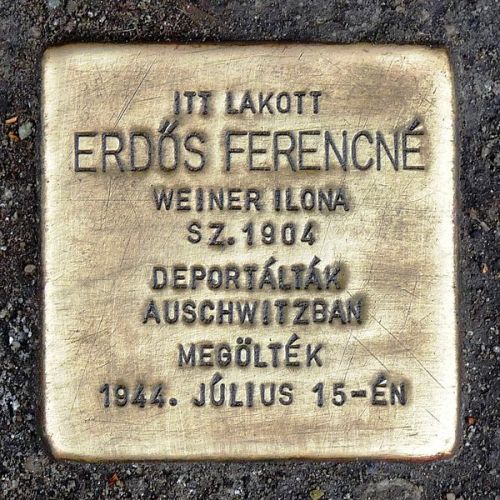 ITT LAKOTT
ERDŐS FERENCNÉ
WEINER ILONA
SZ. 1904
DEPORTÁLTÁK
AUSCHWITZBAN
MEGÖLTÉK
1944. JÚLIUS 15-ÉN